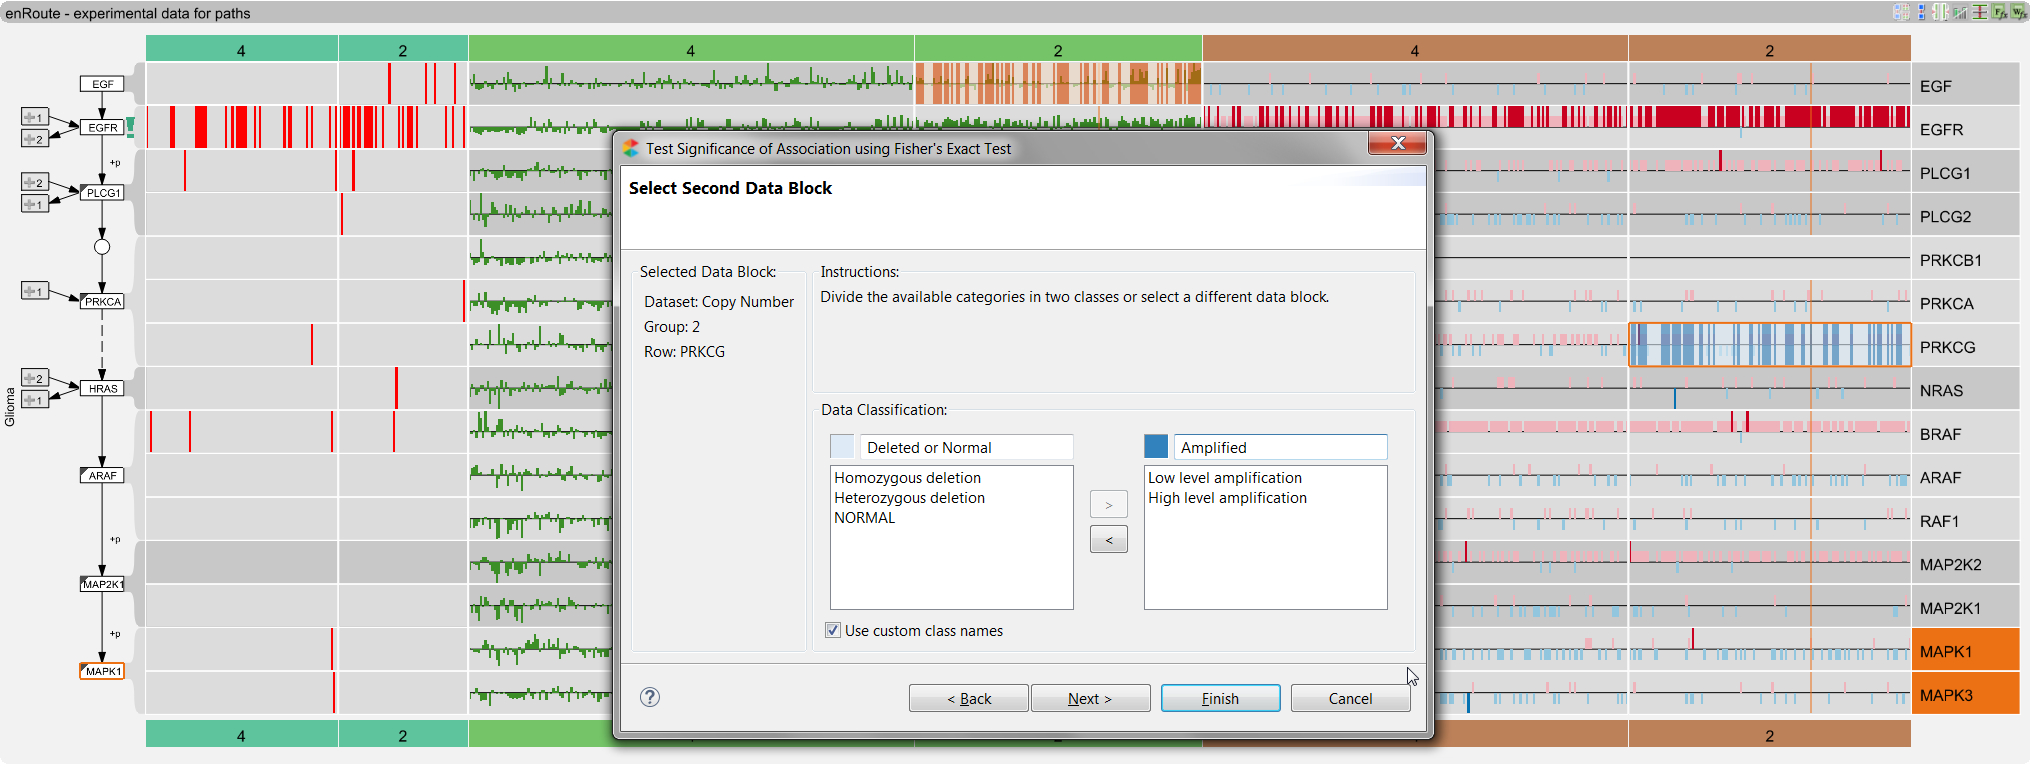 enRoute - experimental data for paths
Ffx Wfx
4 2 4 2 4 2
EGF
EGF
+1
EGFR
EGFR
+2
+p
PLCG1
+2
PLCG1
+1
PLCG2
PRKCB1
+1
PRKCA
PRKCA
PRKCG
+2
HRAS
NRAS
+1
Glioma
BRAF
ARAF
ARAF
RAF1
+p
MAP2K2
MAP2K1
MAP2K1
+p
MAPK1
MAPK1
MAPK3
4 2 2
Test Significance of Association using Fisher's Exact Test
Select Second Data Block
Selected Data Block:
Dataset: Copy Number
Group: 2
Row: PRKCG
Instructions:
Divide the available categories in two classes or select a different data block.
Data Classification:
Deleted or Normal
Homozygous deletion
Heterozygous deletion
NORMAL
>
<
Amplified
Low level amplification
High level amplification
Use custom class names
?
< Back
Next >
Finish
Cancel